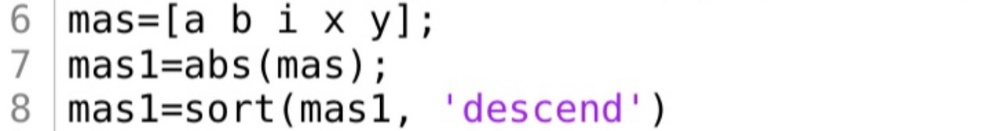 6 mas=[a b i x y];
7 mas1=abs(mas);
8 mas1=sort(mas1, 'descend')